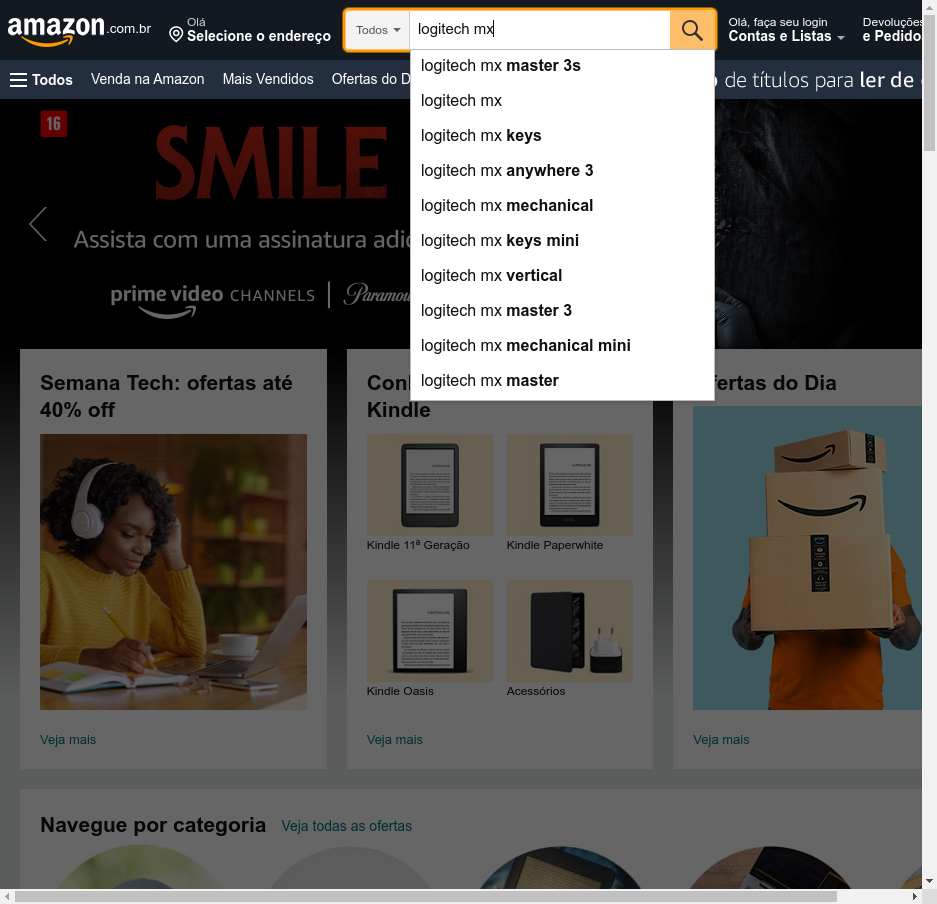 amazon.com.br
Olá
Selecione o endereço
Todos
logitech mx
Olá, faça seu login
Contas e Listas
Devoluções
e Pedido
Todos
Venda na Amazon
Mais Vendidos
Ofertas do D
de títulos para ler de
logitech mx master 3s
logitech mx
logitech mx keys
logitech mx anywhere 3
logitech mx mechanical
logitech mx keys mini
logitech mx vertical
logitech mx master 3
logitech mx mechanical mini
logitech mx master
16
SMILE
Assista com uma assinatura adic
prime video CHANNELS
Paramou
Semana Tech: ofertas até
40% off
Veja mais
Con
Kindle
Kindle 11ª Geração
Kindle Paperwhite
Kindle Oasis
Acessórios
Veja mais
fertas do Dia
Veja mais
Navegue por categoria
Veja todas as ofertas